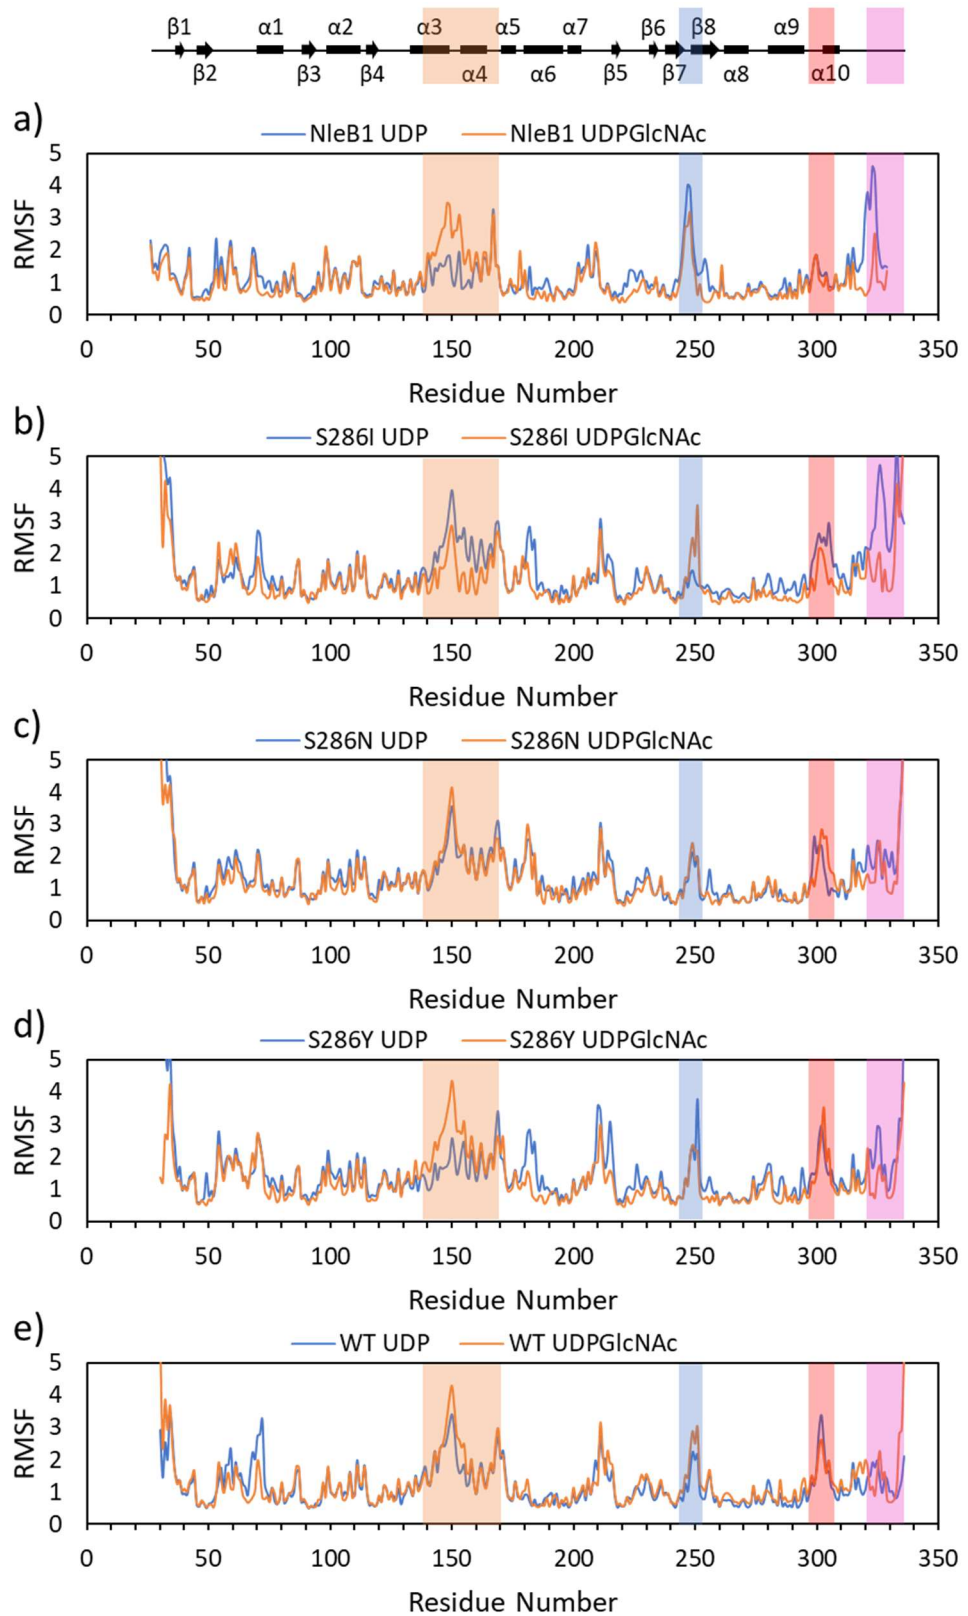 β1 α1 α2 α3 α5 α7 β6 β8 α9
β2 β3 β4 α4 α6 β5 β7 α8 α10
a)
NleB1 UDP NleB1 UDPGlcNAc
5
4
3
2
1
0
RMSF
0 50 100 150 200 250 300 350
Residue Number
b)
S286I UDP S286I UDPGlcNAc
5
4
3
2
1
0
RMSF
0 50 100 150 200 250 300 350
Residue Number
c)
S286N UDP S286N UDPGlcNAc
5
4
3
2
1
0
RMSF
0 50 100 150 200 250 300 350
Residue Number
d)
S286Y UDP S286Y UDPGlcNAc
5
4
3
2
1
0
RMSF
0 50 100 150 200 250 300 350
Residue Number
e)
WT UDP WT UDPGlcNAc
5
4
3
2
1
0
RMSF
0 50 100 150 200 250 300 350
Residue Number